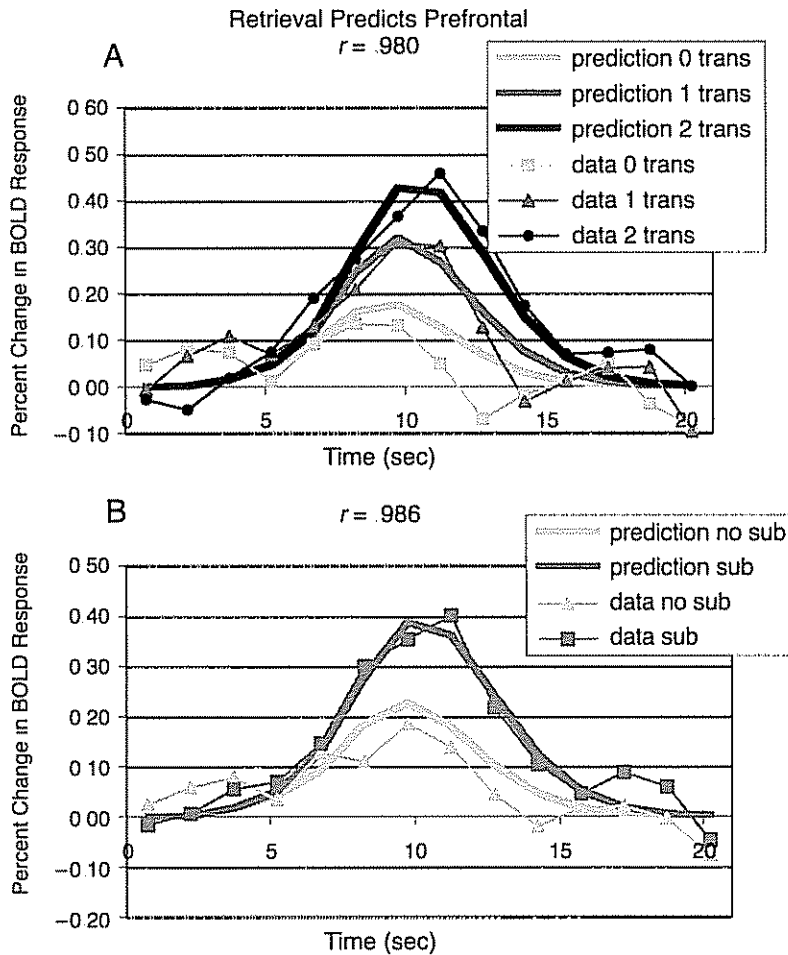 Retrieval Predicts Prefrontal
A
r = .980
prediction 0 trans
prediction 1 trans
prediction 2 trans
data 0 trans
data 1 trans
data 2 trans
Percent Change in BOLD Response
0 60
0 50
0.40
0.30
0.20
0.10
0.00
−0 10
0
5
10
15
20
Time (sec)
B
r = .986
prediction no sub
prediction sub
data no sub
data sub
Percent Change in BOLD Response
0 50
0.40
0.30
0.20
0 10
0 00
−0.10
−0.20
0
5
10
15
20
Time (sec)